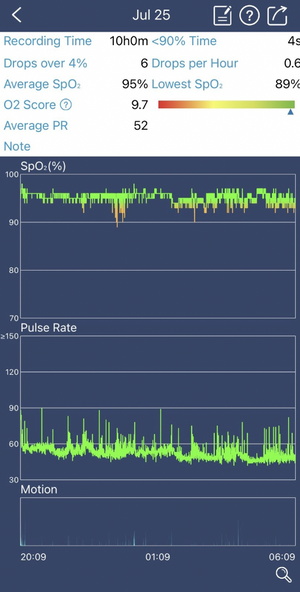 Jul 25
Recording Time 10h0m <90% Time 4s
Drops over 4% 6 Drops per Hour 0.6
Average SpO₂ 95% Lowest SpO₂ 89%
O2 Score ? 9.7
Average PR 52
Note
SpO₂(%)
100
90
80
70
Pulse Rate
≥150
120
90
60
30
Motion
20:09 01:09 06:09